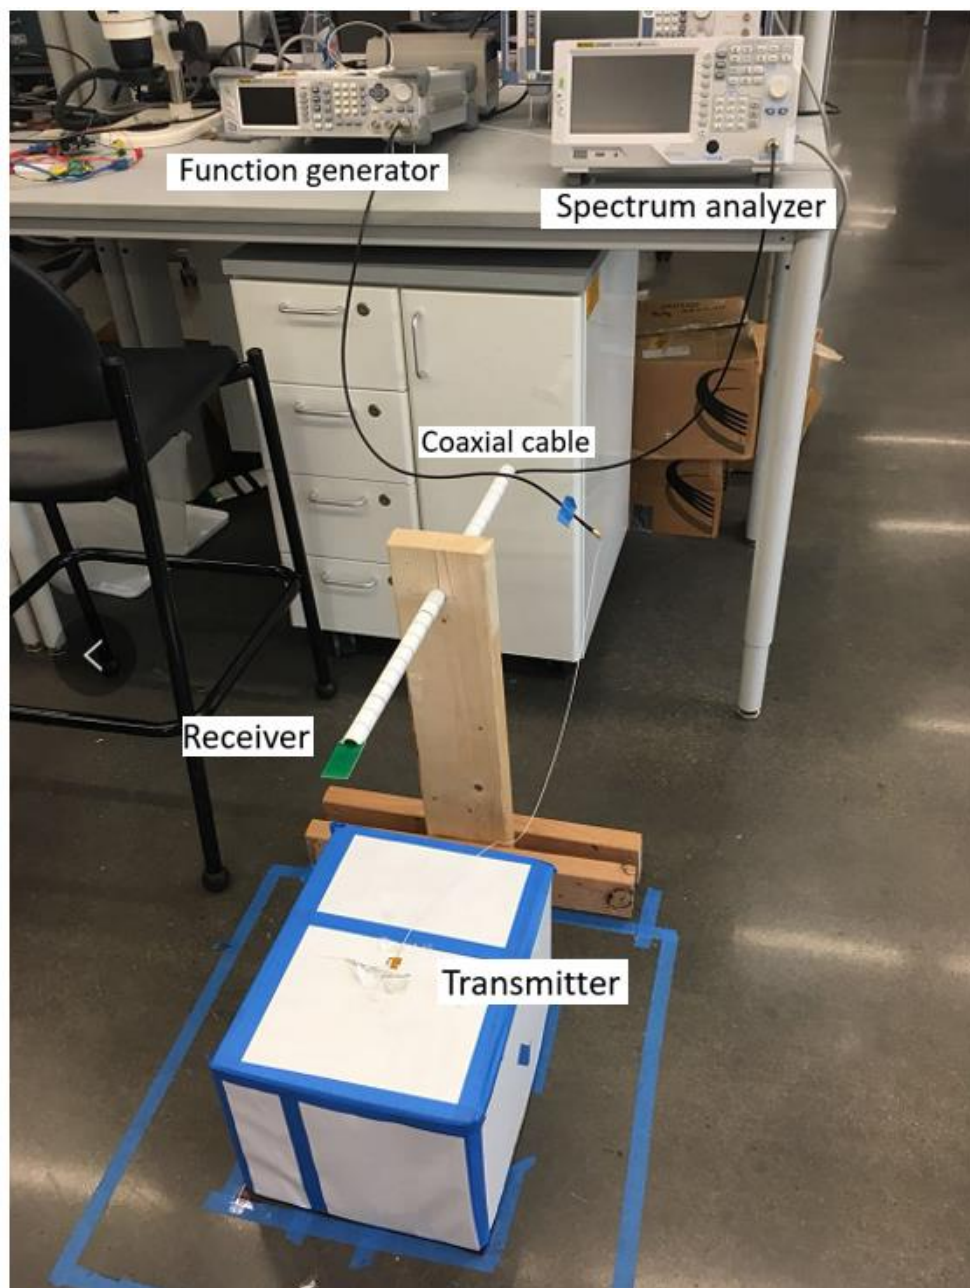 Function generator
Spectrum analyzer
Coaxial cable
Receiver
Transmitter